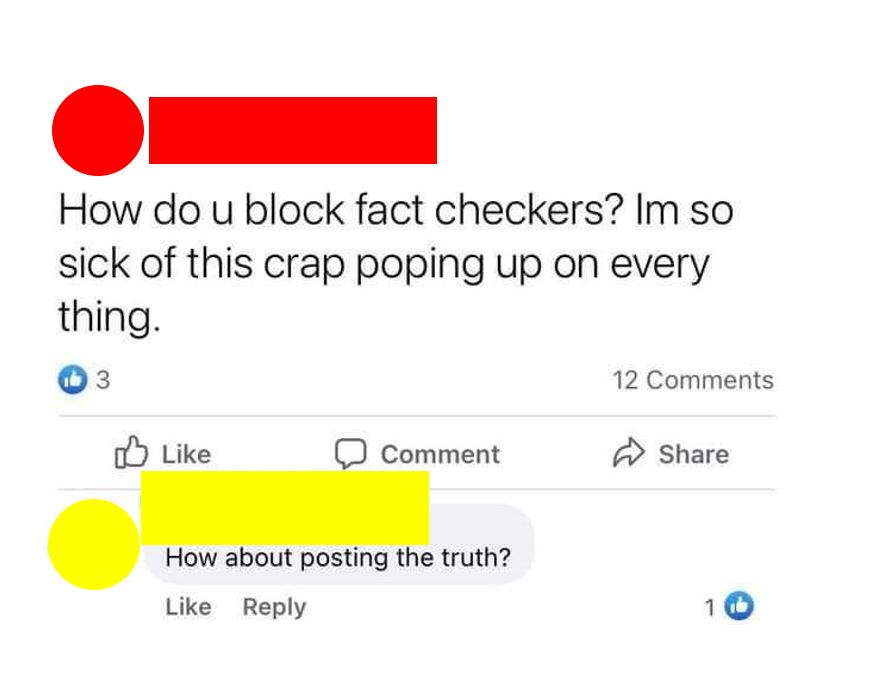 How do u block fact checkers? Im so
sick of this crap poping up on every
thing.
3
12 Comments
Like
Comment
Share
How about posting the truth?
Like Reply
1